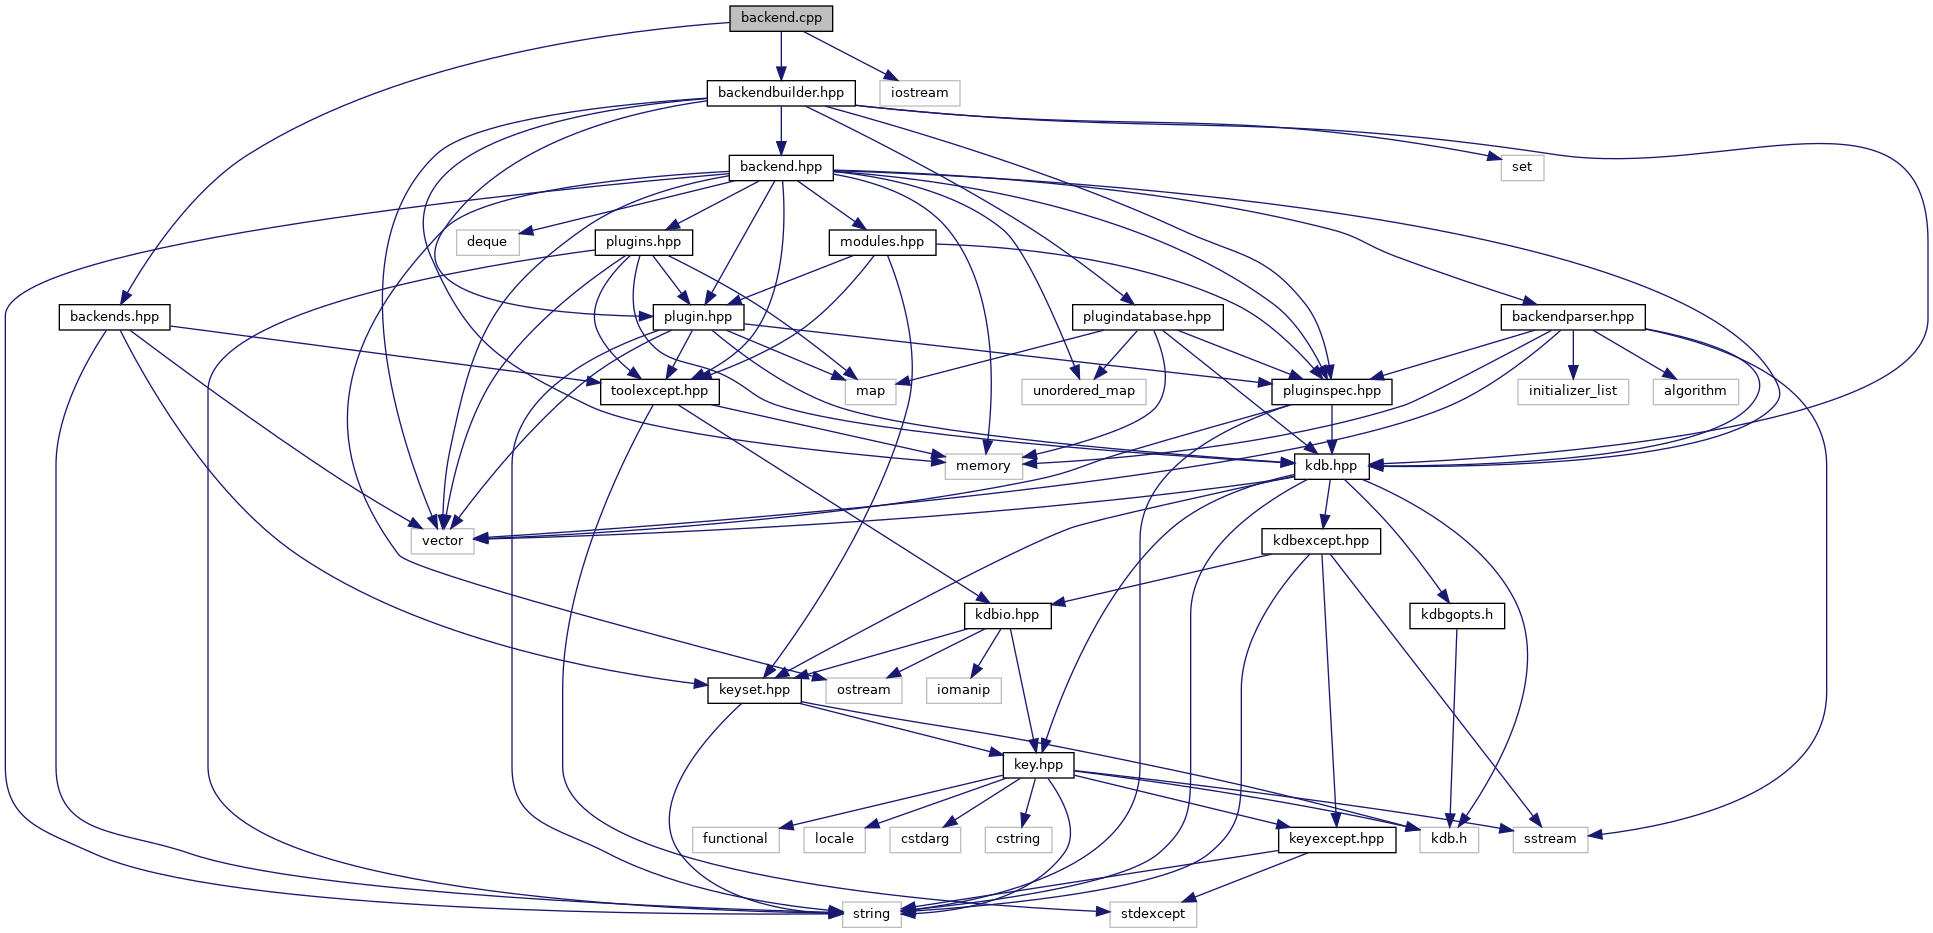 backend.cpp
backendbuilder.hpp
iostream
backend.hpp
set
deque
plugins.hpp
modules.hpp
backends.hpp
plugin.hpp
plugindatabase.hpp
backendparser.hpp
toolexcept.hpp
map
unordered_map
pluginspec.hpp
initializer_list
algorithm
memory
kdb.hpp
vector
kdbexcept.hpp
kdbio.hpp
kdbgopts.h
keyset.hpp
ostream
iomanip
key.hpp
functional
locale
cstdarg
cstring
keyexcept.hpp
kdb.h
sstream
string
stdexcept